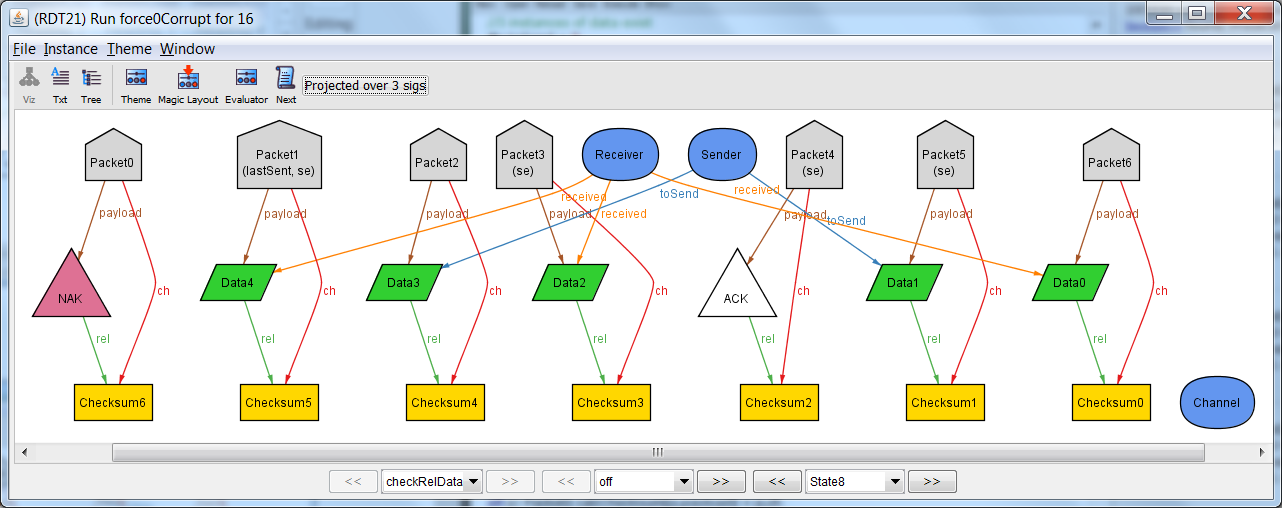 (RDT21) Run force0Corrupt for 16
File Instance Theme Window
Viz Txt Tree Theme Magic Layout Evaluator Next Projected over 3 sigs
Packet0
Packet1
(lastSent, se)
Packet2
Packet3
(se)
Receiver
Sender
Packet4
(se)
Packet5
(se)
Packet6
payload
payload
payload
payload
received
received
toSend
received
payload
toSend
payload
payload
NAK
Data4
Data3
Data2
ACK
Data1
Data0
ch
ch
ch
ch
ch
ch
ch
rel
rel
rel
rel
rel
rel
rel
Checksum6
Checksum5
Checksum4
Checksum3
Checksum2
Checksum1
Checksum0
Channel
<< checkRelData >> << off >> << State8 >>